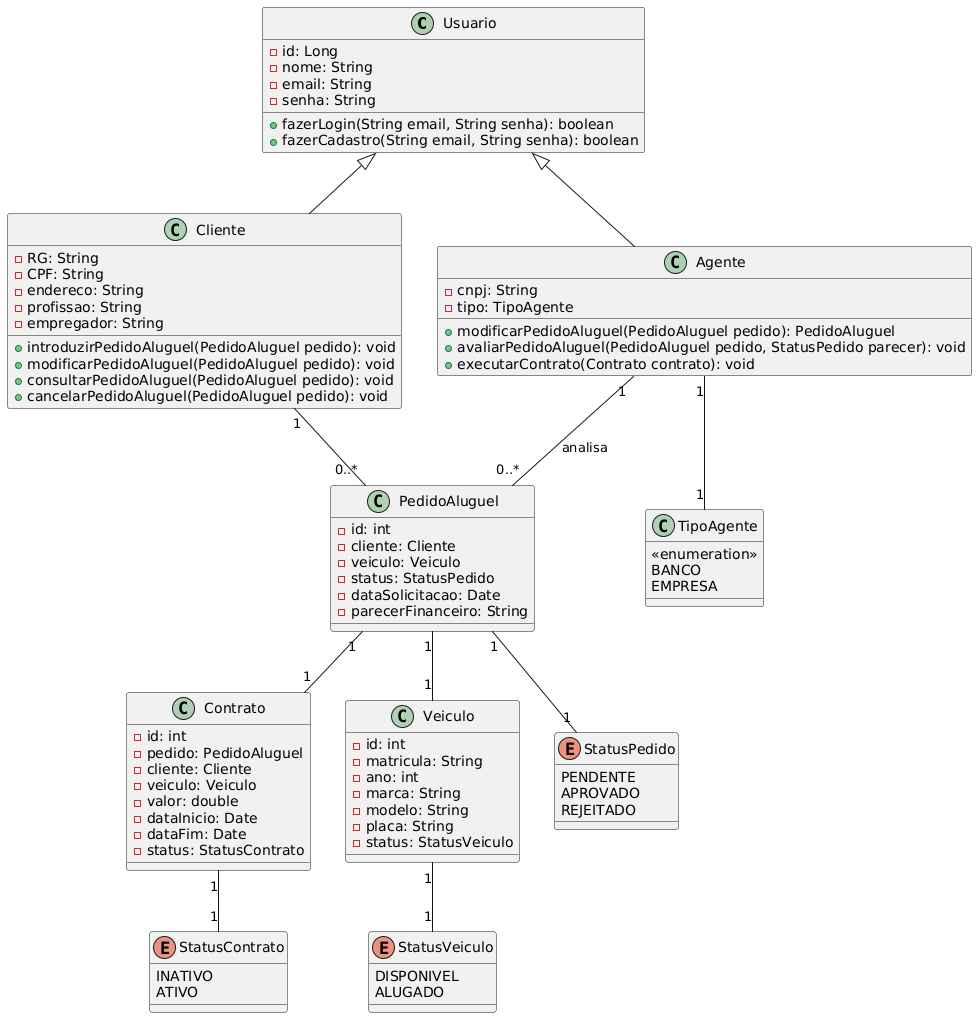 C Usuario
id: Long
nome: String
email: String
senha: String
fazerLogin(String email, String senha): boolean
fazerCadastro(String email, String senha): boolean
C Cliente
RG: String
CPF: String
endereco: String
profissao: String
empregador: String
introduzirPedidoAluguel(PedidoAluguel pedido): void
modificarPedidoAluguel(PedidoAluguel pedido): void
consultarPedidoAluguel(PedidoAluguel pedido): void
cancelarPedidoAluguel(PedidoAluguel pedido): void
C Agente
cnpj: String
tipo: TipoAgente
modificarPedidoAluguel(PedidoAluguel pedido): PedidoAluguel
avaliarPedidoAluguel(PedidoAluguel pedido, StatusPedido parecer): void
executarContrato(Contrato contrato): void
1
0..*
1
analisa
0..*
1
1
C PedidoAluguel
id: int
cliente: Cliente
veiculo: Veiculo
status: StatusPedido
dataSolicitacao: Date
parecerFinanceiro: String
C TipoAgente
«enumeration»
BANCO
EMPRESA
1
1
1
1
1
1
C Contrato
id: int
pedido: PedidoAluguel
cliente: Cliente
veiculo: Veiculo
valor: double
dataInicio: Date
dataFim: Date
status: StatusContrato
C Veiculo
id: int
matricula: String
ano: int
marca: String
modelo: String
placa: String
status: StatusVeiculo
E StatusPedido
PENDENTE
APROVADO
REJEITADO
1
1
1
1
E StatusContrato
INATIVO
ATIVO
E StatusVeiculo
DISPONIVEL
ALUGADO